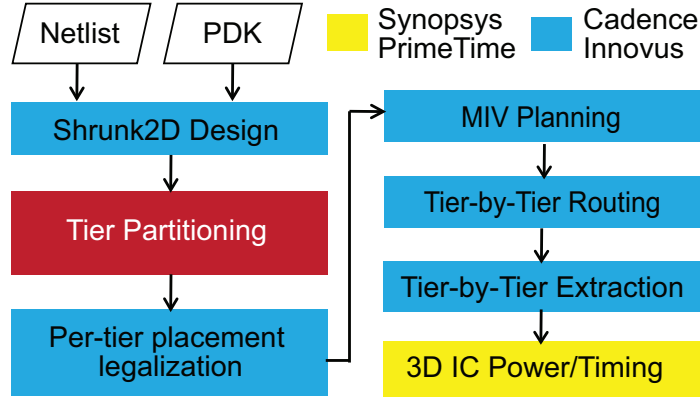 Netlist
PDK
Synopsys
PrimeTime
Cadence
Innovus
Shrunk2D Design
Tier Partitioning
Per-tier placement
legalization
MIV Planning
Tier-by-Tier Routing
Tier-by-Tier Extraction
3D IC Power/Timing